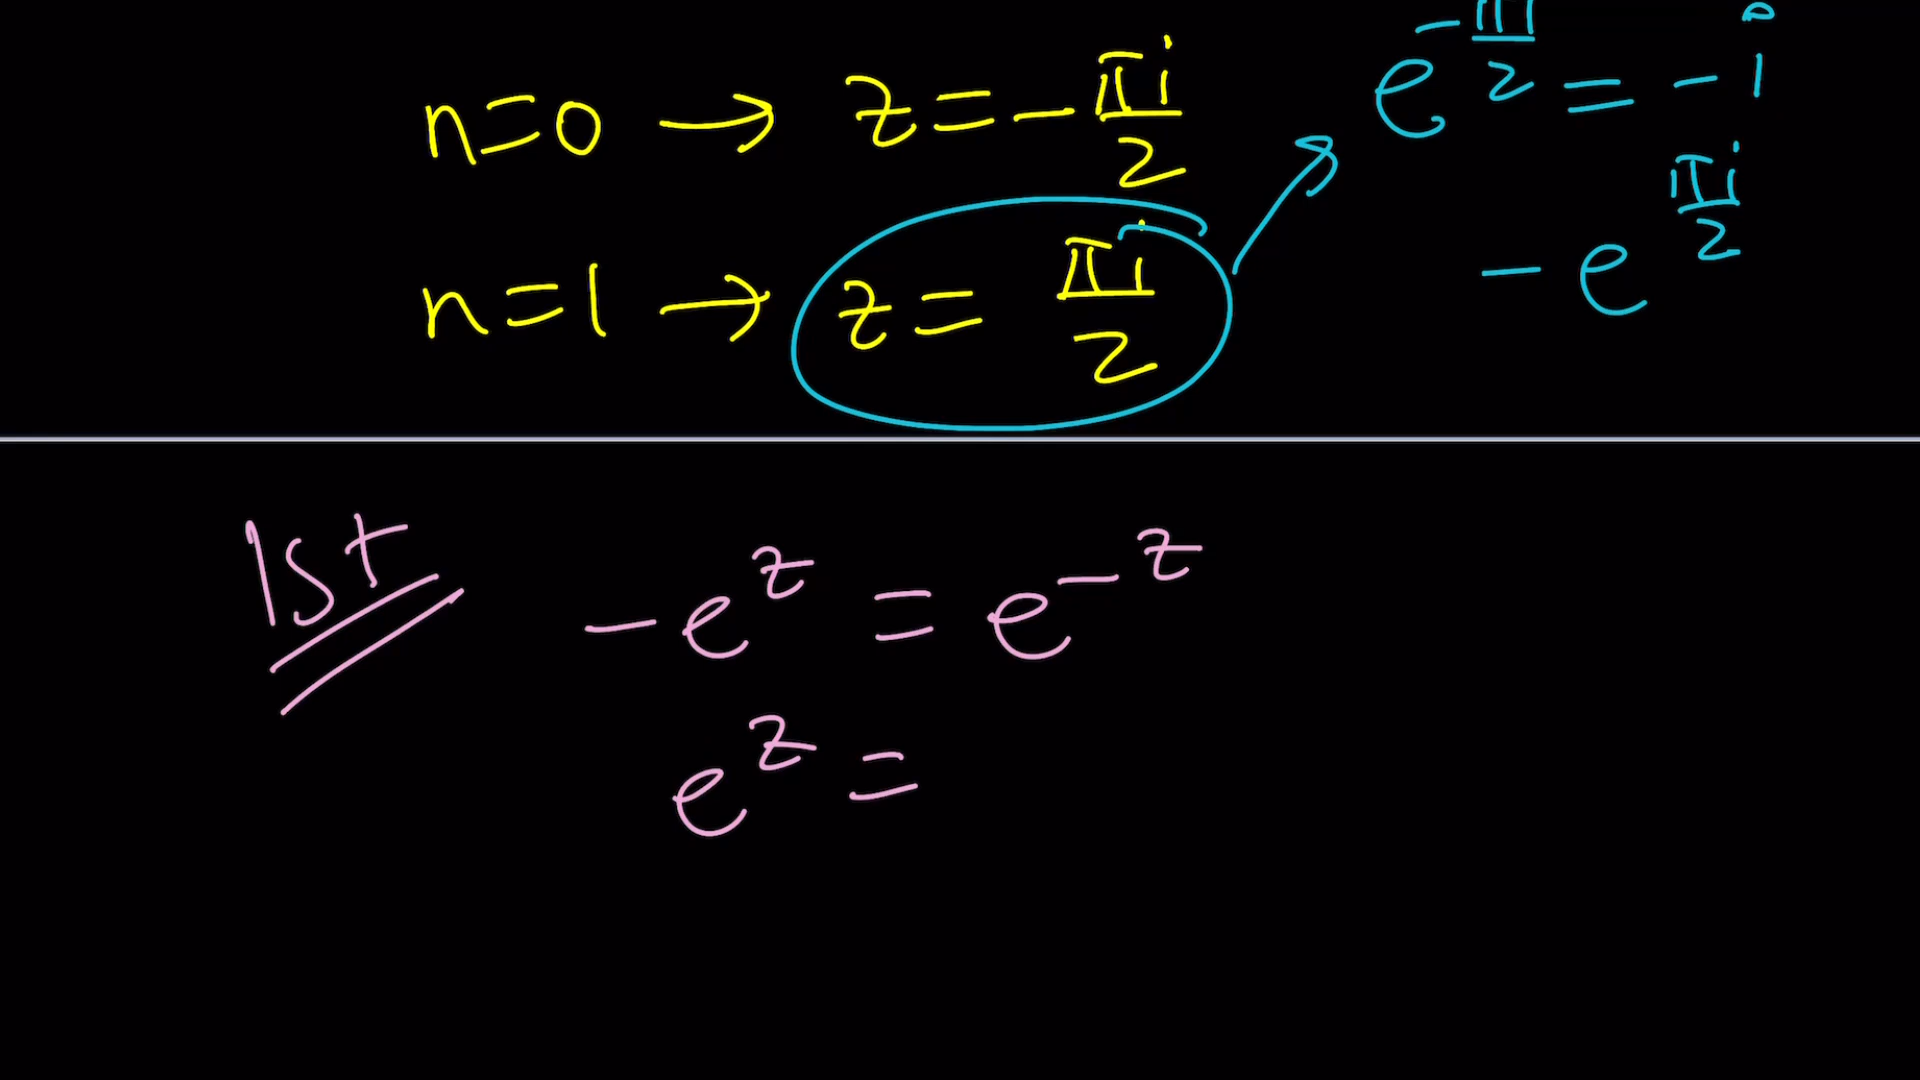 n=0 → z=-πi/2
e^(-πi/2) = -i
n=1 → z= πi/2
-e^(πi/2)
1st -e^z = e^-z
e^z =